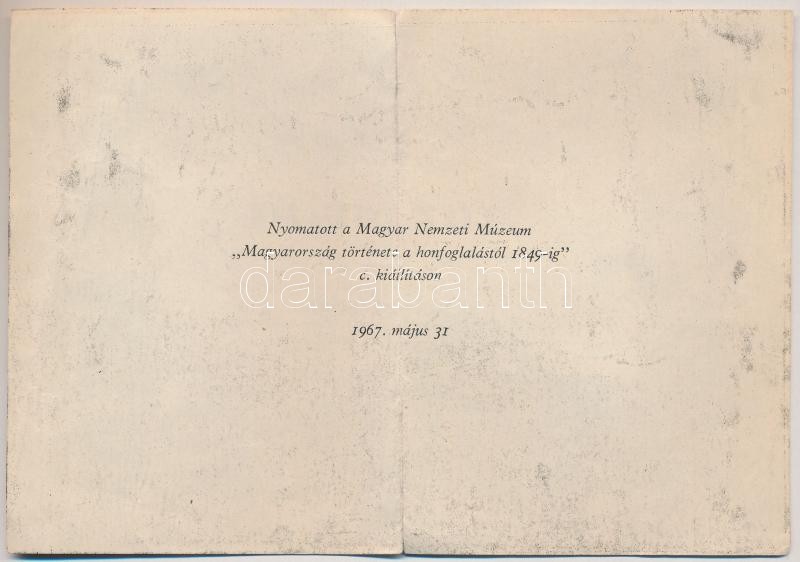 Nyomatott a Magyar Nemzeti Múzeum
„Magyarország története a honfoglalástól 1849-ig”
c. kiállításon
darabanth
1967. május 31